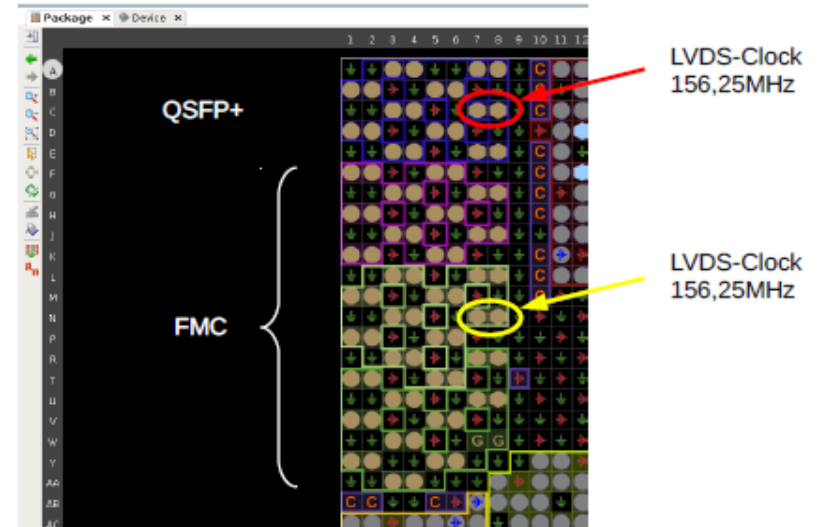 Package × Device ×
1 2 3 4 5 6 7 8 9 10 11 12
A
B
C
D
E
F
G
H
J
K
L
M
N
P
R
T
U
V
W
Y
AA
AB
AC
C
C
C
C
C
C
C
C
C
C
G G
C C C
QSFP+
FMC
LVDS-Clock
156,25MHz
LVDS-Clock
156,25MHz